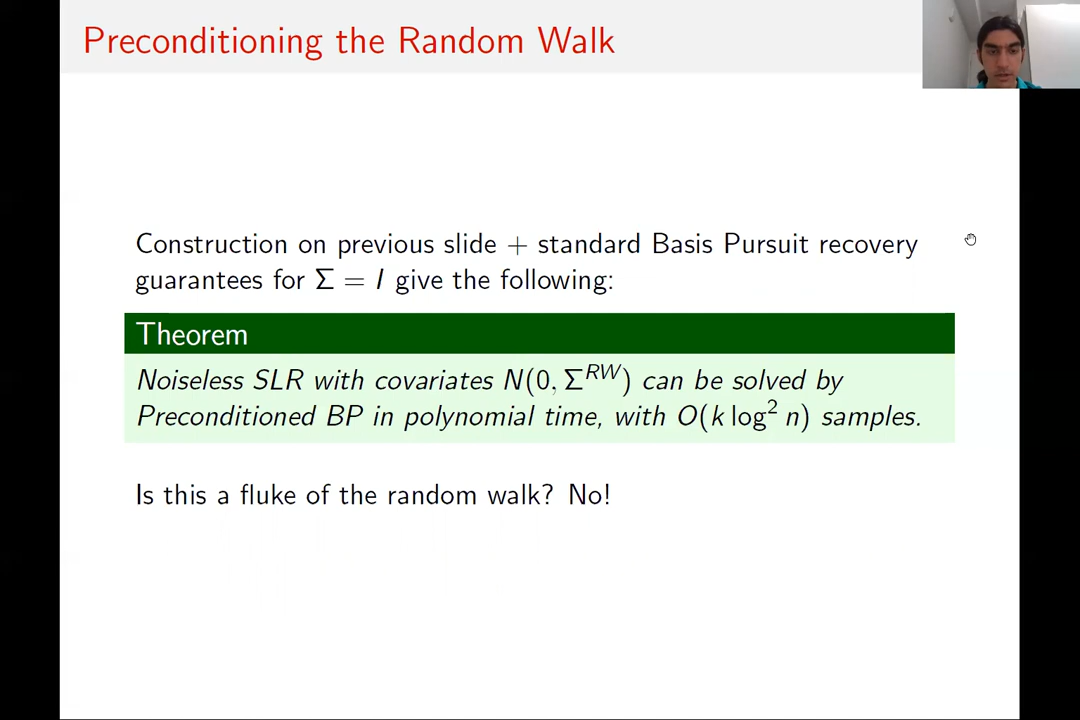 Preconditioning the Random Walk
Construction on previous slide + standard Basis Pursuit recovery
guarantees for Σ = I give the following:
Theorem
Noiseless SLR with covariates N(0, Σ^{RW}) can be solved by
Preconditioned BP in polynomial time, with O(k log² n) samples.
Is this a fluke of the random walk? No!